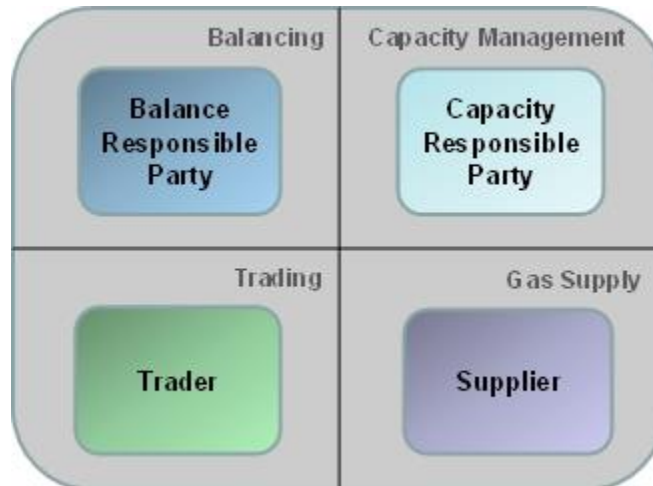 Balancing
Balance
Responsible
Party
Capacity Management
Capacity
Responsible
Party
Trading
Trader
Gas Supply
Supplier